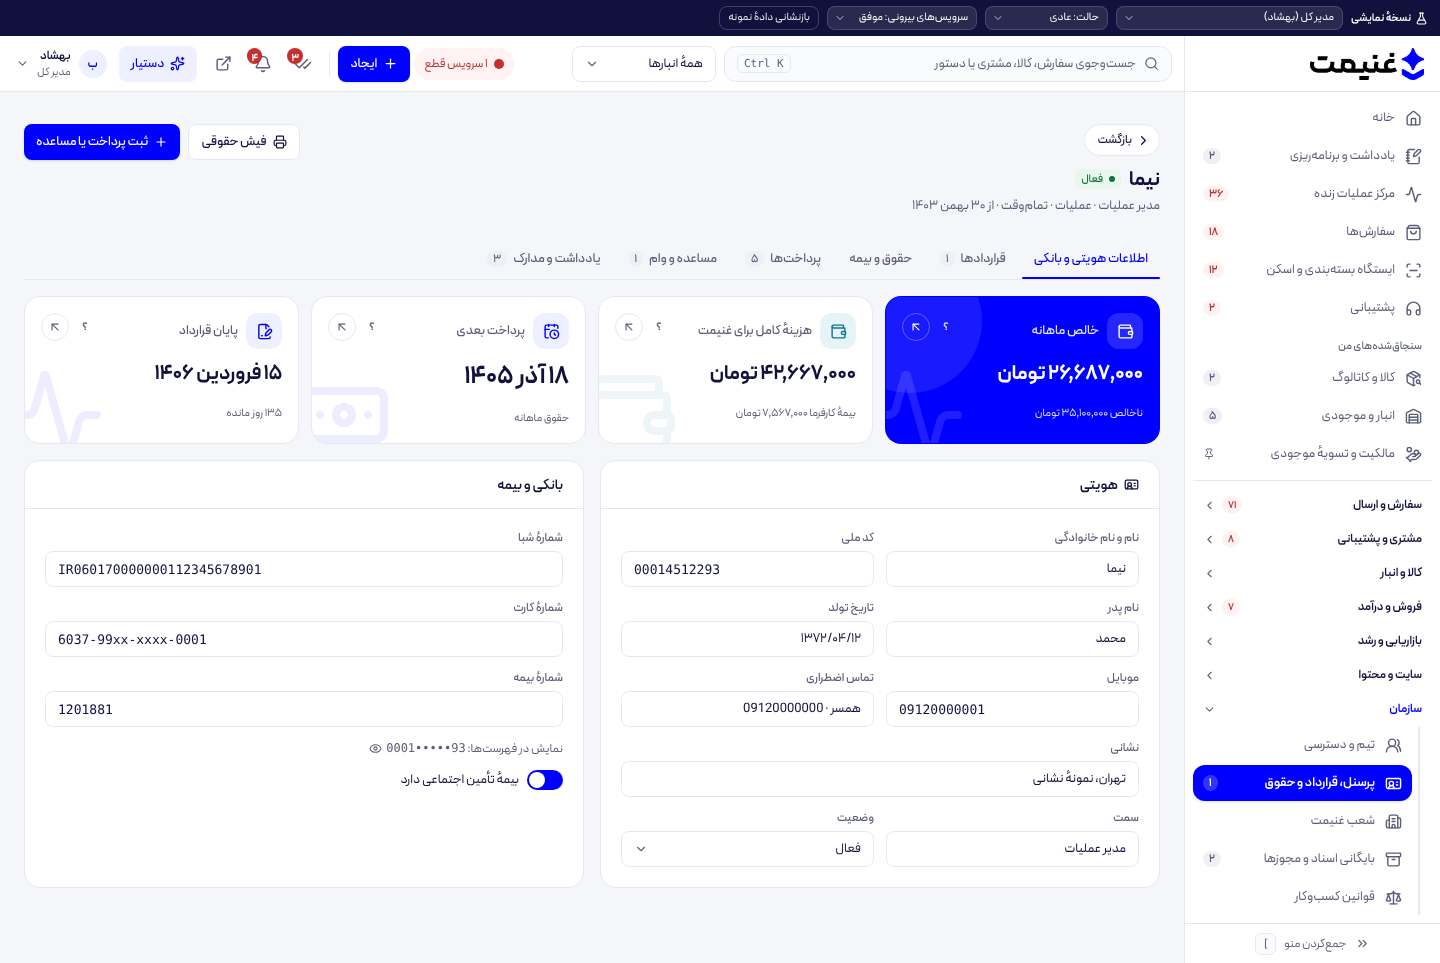 نسخهٔ نمایشی
مدیر کل (بهشاد)
حالت: عادی
سرویس‌های بیرونی: موفق
بازنشانی دادهٔ نمونه
غنیمت
جست‌وجوی سفارش، کالا، مشتری یا دستور
Ctrl K
همهٔ انبارها
۱ سرویس قطع
ایجاد
۳
۴
دستیار
ب
بهشاد
مدیر کل
خانه
یادداشت و برنامه‌ریزی ۲
مرکز عملیات زنده ۳۶
سفارش‌ها ۱۸
ایستگاه بسته‌بندی و اسکن ۱۲
پشتیبانی ۲
سنجاق‌شده‌های من
کالا و کاتالوگ ۲
انبار و موجودی ۵
مالکیت و تسویهٔ موجودی
سفارش و ارسال ۷۱
مشتری و پشتیبانی ۸
کالا و انبار
فروش و درآمد ۷
بازاریابی و رشد
سایت و محتوا
سازمان
تیم و دسترسی
پرسنل، قرارداد و حقوق ۱
شعب غنیمت
بایگانی اسناد و مجوزها ۲
قوانین کسب‌وکار
جمع‌کردن منو [
بازگشت
نیما فعال
مدیر عملیات · عملیات · تمام‌وقت · از ۳۰ بهمن ۱۴۰۳
فیش حقوقی
ثبت پرداخت یا مساعده
اطلاعات هویتی و بانکی
قراردادها ۱
حقوق و بیمه
پرداخت‌ها ۵
مساعده و وام ۱
یادداشت و مدارک ۳
خالص ماهانه ؟
۲۶,۶۸۷,۰۰۰ تومان
ناخالص ۳۵,۱۰۰,۰۰۰ تومان
هزینهٔ کامل برای غنیمت ؟
۴۲,۶۶۷,۰۰۰ تومان
بیمهٔ کارفرما ۷,۵۶۷,۰۰۰ تومان
پرداخت بعدی ؟
۱۸ آذر ۱۴۰۵
حقوق ماهانه
پایان قرارداد ؟
۱۵ فروردین ۱۴۰۶
۱۳۵ روز مانده
هویتی
نام و نام خانوادگی
نیما
کد ملی
00014512293
نام پدر
محمد
تاریخ تولد
۱۳۷۲/۰۴/۱۲
موبایل
09120000001
تماس اضطراری
همسر · 09120000000
نشانی
تهران، نمونهٔ نشانی
سمت
مدیر عملیات
وضعیت
فعال
بانکی و بیمه
شمارهٔ شبا
IR060170000000112345678901
شمارهٔ کارت
6037-99xx-xxxx-0001
شمارهٔ بیمه
1201881
نمایش در فهرست‌ها: 0001•••••93
بیمهٔ تأمین اجتماعی دارد